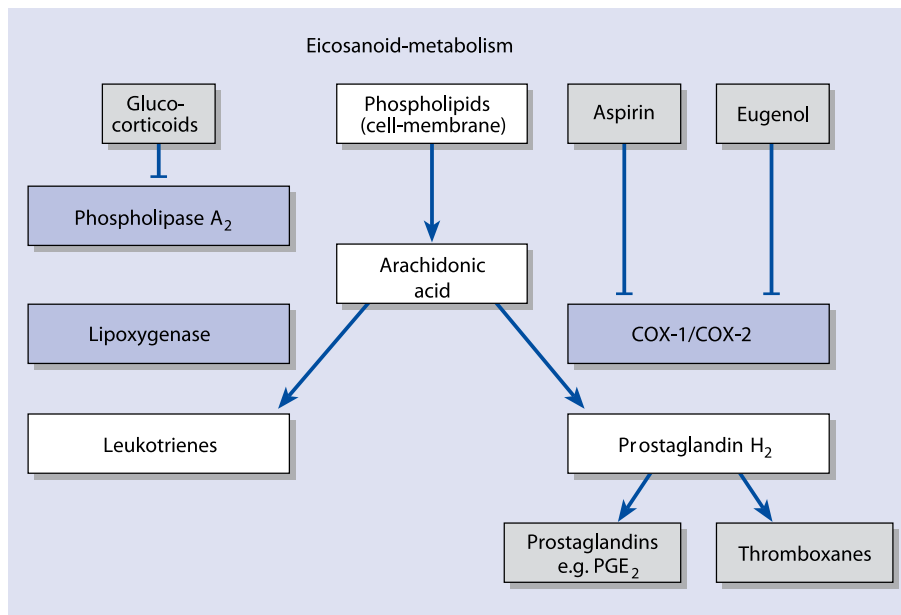 Eicosanoid-metabolism
Gluco-
corticoids
Phospholipids
(cell-membrane)
Aspirin
Eugenol
Phospholipase A₂
Arachidonic
acid
Lipoxygenase
COX-1/COX-2
Leukotrienes
Prostaglandin H₂
Prostaglandins
e.g. PGE₂
Thromboxanes